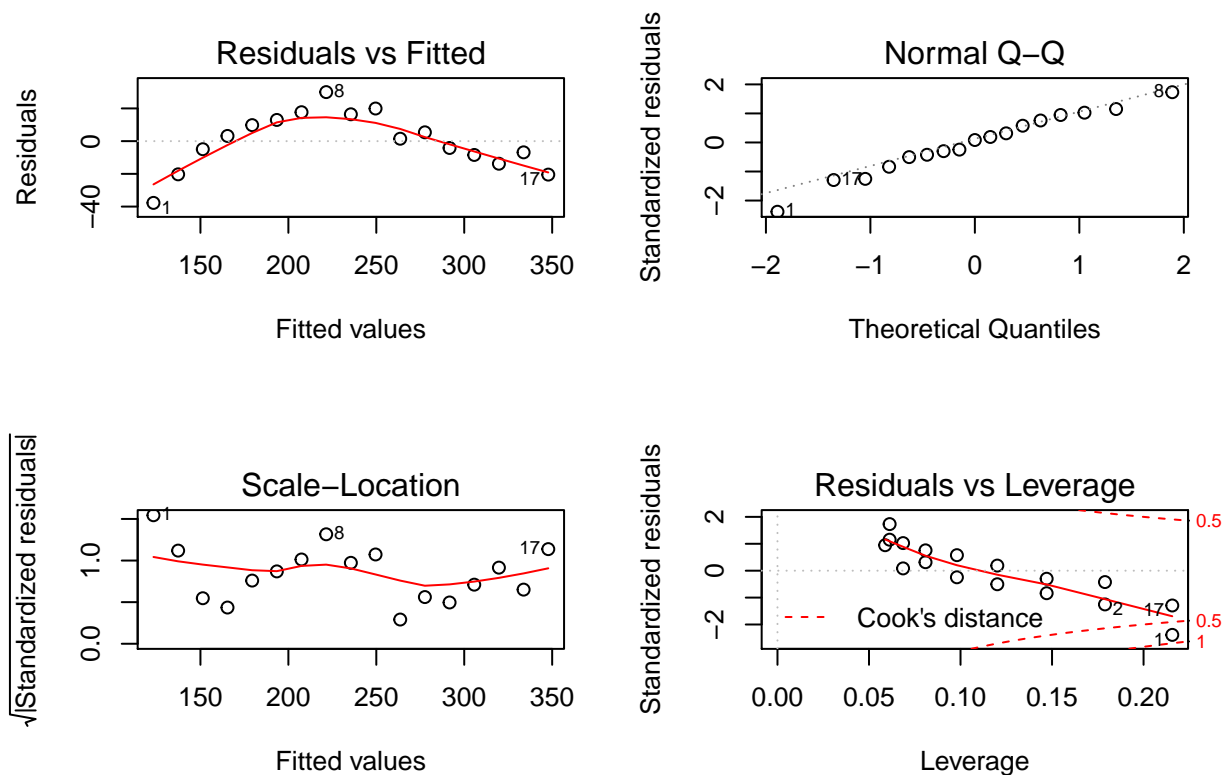 Residuals vs Fitted
Residuals
0
−40
8
17
1
150 200 250 300 350
Fitted values
Normal Q−Q
Standardized residuals
2
0
−2
8
17
1
−2 −1 0 1 2
Theoretical Quantiles
Scale−Location
√|Standardized residuals|
1.0
0.0
1
8
17
150 200 250 300 350
Fitted values
Residuals vs Leverage
Standardized residuals
2
0
−2
0.5
17
2
Cook's distance
0.5
1
1
0.00 0.05 0.10 0.15 0.20
Leverage